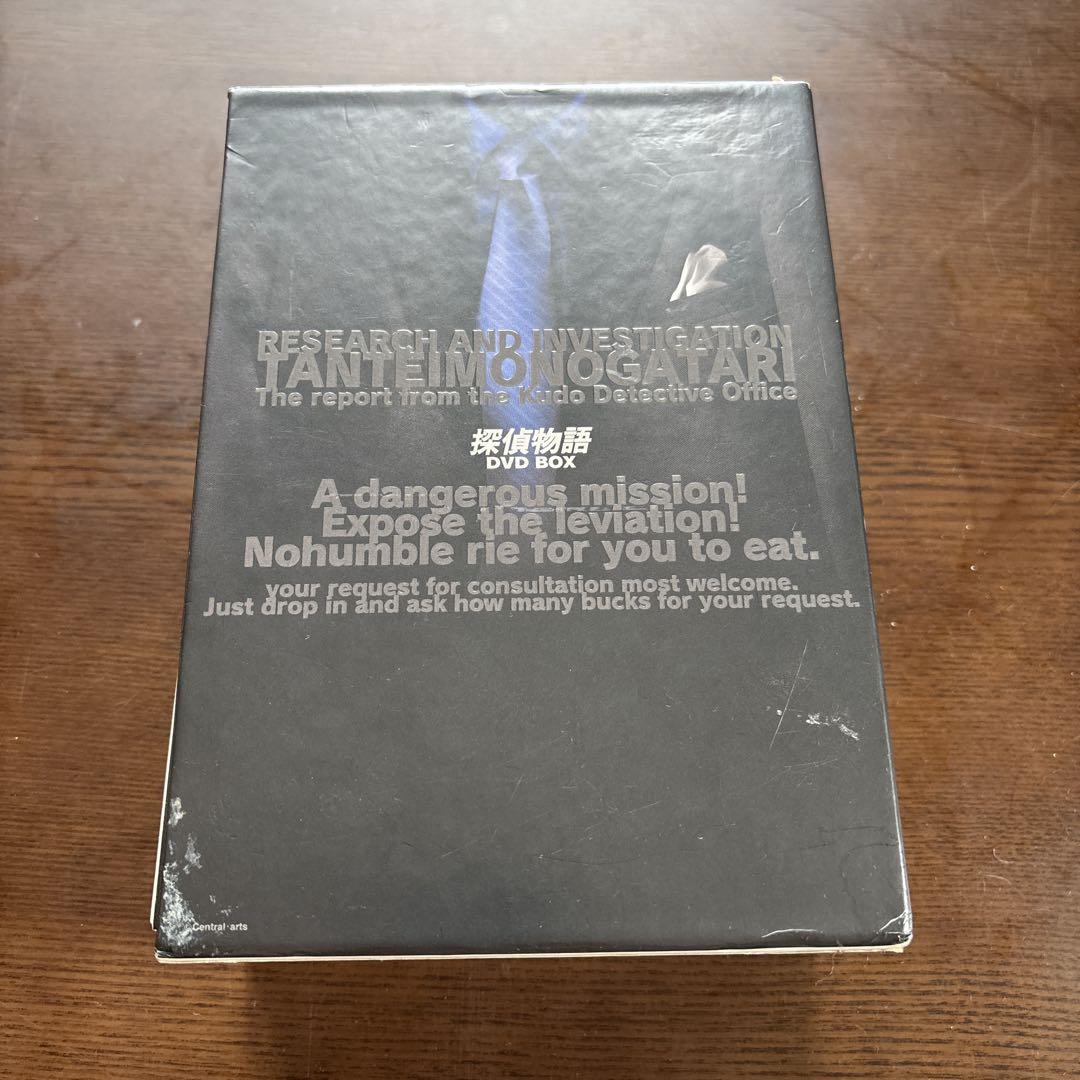 RESEARCH AND INVESTIGATION
TANTEIMONOGATARI
The report from the Kudo Detective Office
探偵物語
DVD BOX
A dangerous mission!
Expose the leviation!
Nohumble rie for you to eat.
your request for consultation most welcome.
Just drop in and ask how many bucks for your request.
©Central·arts